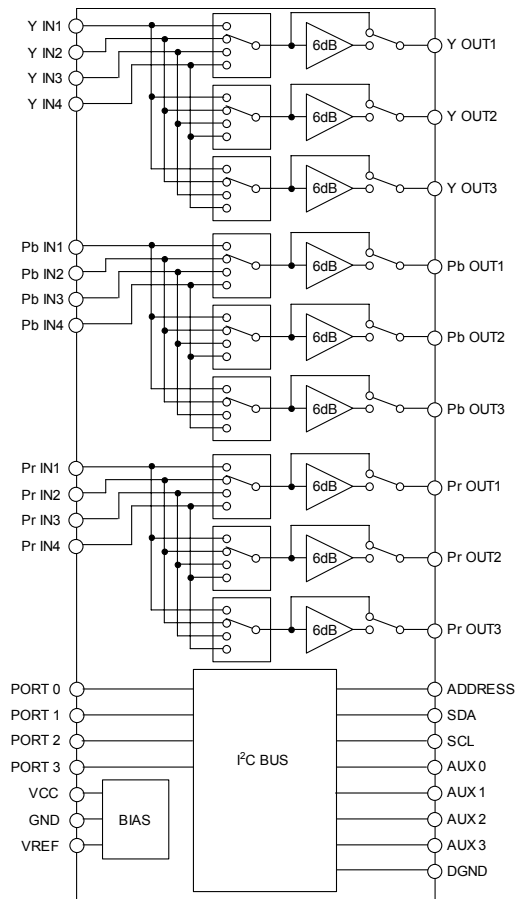 Y IN1
Y IN2
Y IN3
Y IN4
6dB
Y OUT1
6dB
Y OUT2
6dB
Y OUT3
Pb IN1
Pb IN2
Pb IN3
Pb IN4
6dB
Pb OUT1
6dB
Pb OUT2
6dB
Pb OUT3
Pr IN1
Pr IN2
Pr IN3
Pr IN4
6dB
Pr OUT1
6dB
Pr OUT2
6dB
Pr OUT3
PORT 0
PORT 1
PORT 2
PORT 3
VCC
GND
VREF
BIAS
I²C BUS
ADDRESS
SDA
SCL
AUX 0
AUX 1
AUX 2
AUX 3
DGND